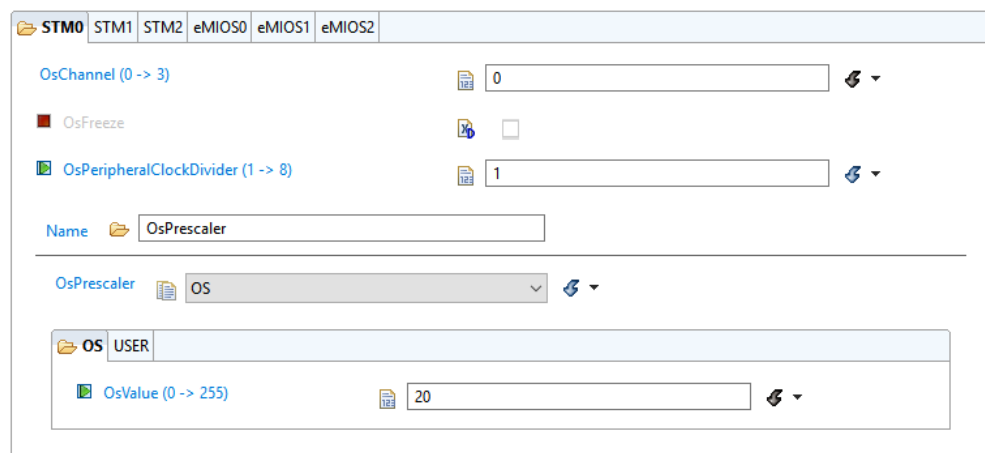 STM0 STM1 STM2 eMIOS0 eMIOS1 eMIOS2
OsChannel (0 -> 3) 0
OsFreeze
OsPeripheralClockDivider (1 -> 8) 1
Name OsPrescaler
OsPrescaler OS
OS USER
OsValue (0 -> 255) 20